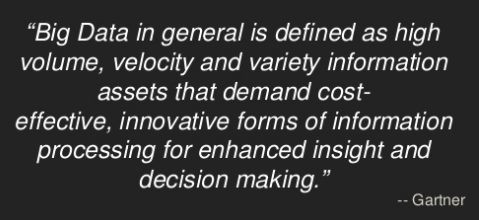 “Big Data in general is defined as high
volume, velocity and variety information
assets that demand cost-
effective, innovative forms of information
processing for enhanced insight and
decision making.”
-- Gartner